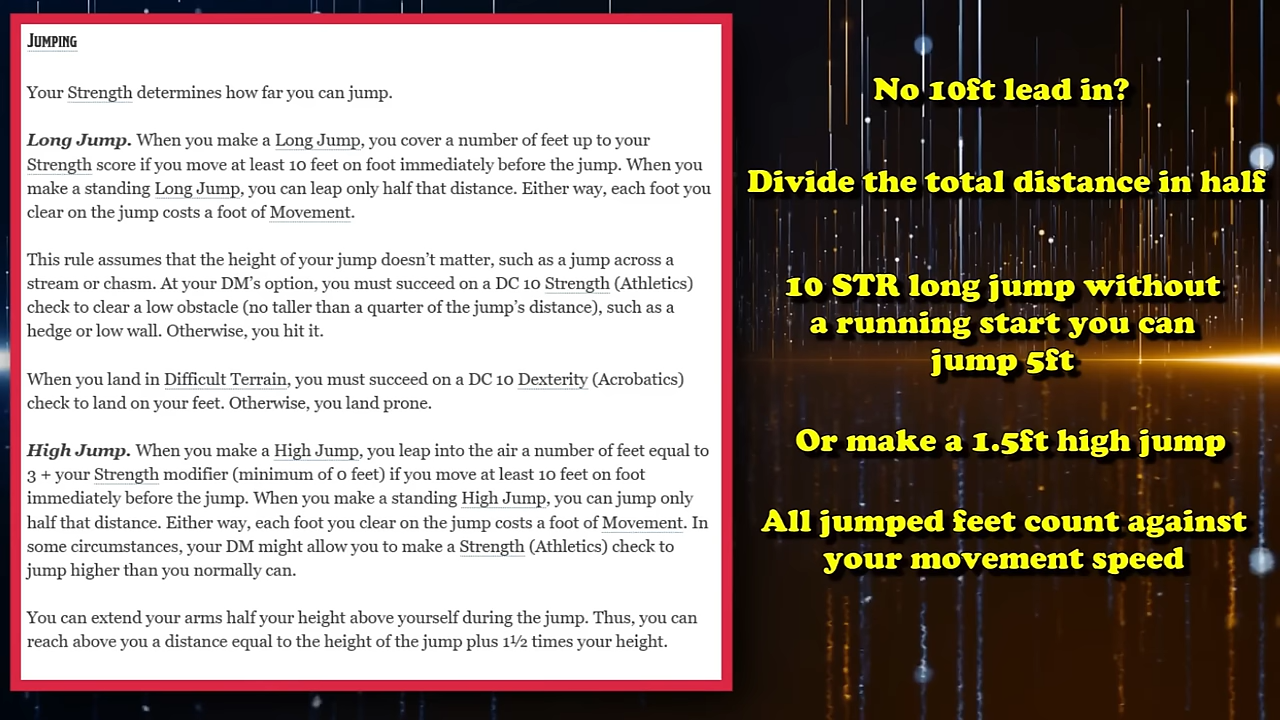 Jumping
Your Strength determines how far you can jump.
Long Jump. When you make a Long Jump, you cover a number of feet up to your
Strength score if you move at least 10 feet on foot immediately before the jump. When you
make a standing Long Jump, you can leap only half that distance. Either way, each foot you
clear on the jump costs a foot of Movement.
This rule assumes that the height of your jump doesn’t matter, such as a jump across a
stream or chasm. At your DM’s option, you must succeed on a DC 10 Strength (Athletics)
check to clear a low obstacle (no taller than a quarter of the jump’s distance), such as a
hedge or low wall. Otherwise, you hit it.
When you land in Difficult Terrain, you must succeed on a DC 10 Dexterity (Acrobatics)
check to land on your feet. Otherwise, you land prone.
High Jump. When you make a High Jump, you leap into the air a number of feet equal to
3 + your Strength modifier (minimum of 0 feet) if you move at least 10 feet on foot
immediately before the jump. When you make a standing High Jump, you can jump only
half that distance. Either way, each foot you clear on the jump costs a foot of Movement. In
some circumstances, your DM might allow you to make a Strength (Athletics) check to
jump higher than you normally can.
You can extend your arms half your height above yourself during the jump. Thus, you can
reach above you a distance equal to the height of the jump plus 1½ times your height.
No 10ft lead in?
Divide the total distance in half
10 STR long jump without
a running start you can
jump 5ft
Or make a 1.5ft high jump
All jumped feet count against
your movement speed